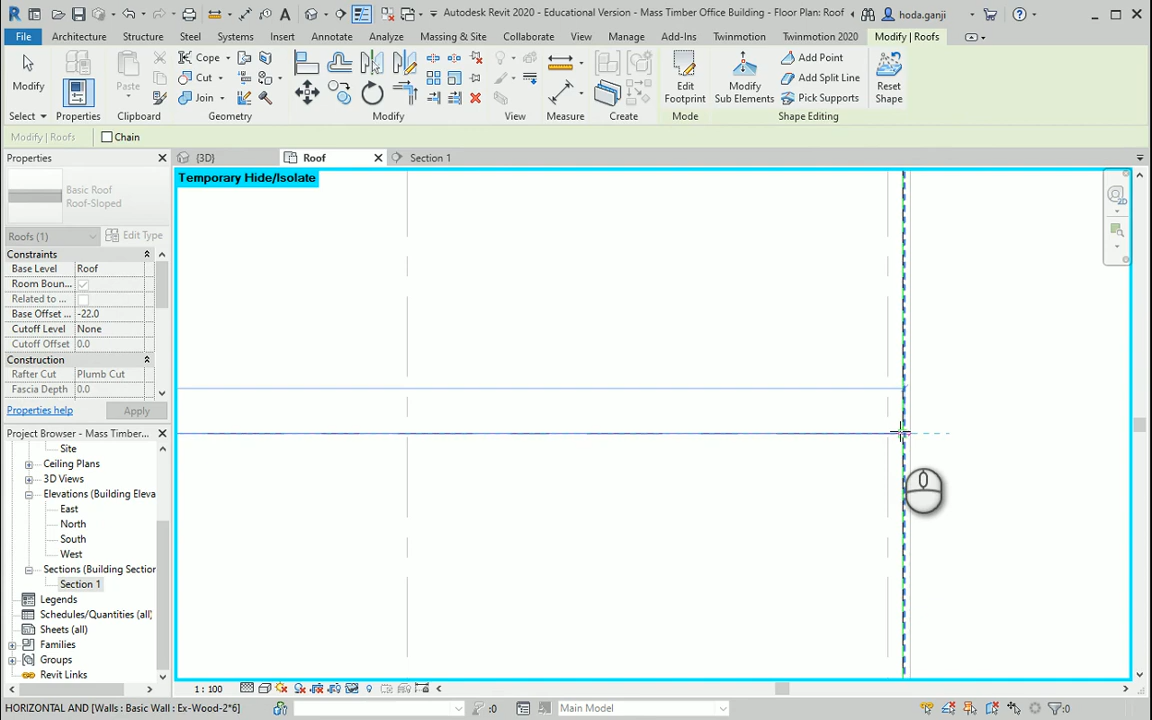 Autodesk Revit 2020 - Educational Version - Mass Timber Office Building - Floor Plan: Roof
hoda.ganji
File Architecture Structure Steel Systems Insert Annotate Analyze Massing & Site Collaborate View Manage Add-Ins Twinmotion Twinmotion 2020 Modify | Roofs
Modify
Properties
Paste
Cope
Cut
Join
Edit Footprint
Modify Sub Elements
Add Point
Add Split Line
Pick Supports
Reset Shape
Select Properties Clipboard Geometry Modify View Measure Create Mode Shape Editing
Modify | Roofs Chain
Properties
{3D} Roof Section 1
Temporary Hide/Isolate
2D
Basic Roof
Roof-Sloped
Roofs (1) Edit Type
Constraints
Base Level Roof
Room Boun...
Related to ...
Base Offset ... -22.0
Cutoff Level None
Cutoff Offset 0.0
Construction
Rafter Cut Plumb Cut
Fascia Depth 0.0
Properties help Apply
Project Browser - Mass Timber...
Site
Ceiling Plans
3D Views
Elevations (Building Eleva
East
North
South
West
Sections (Building Section
Section 1
Legends
Schedules/Quantities (all)
Sheets (all)
Families
Groups
Revit Links
1 : 100
HORIZONTAL AND [Walls : Basic Wall : Ex-Wood-2*6]
:0
Main Model
:0